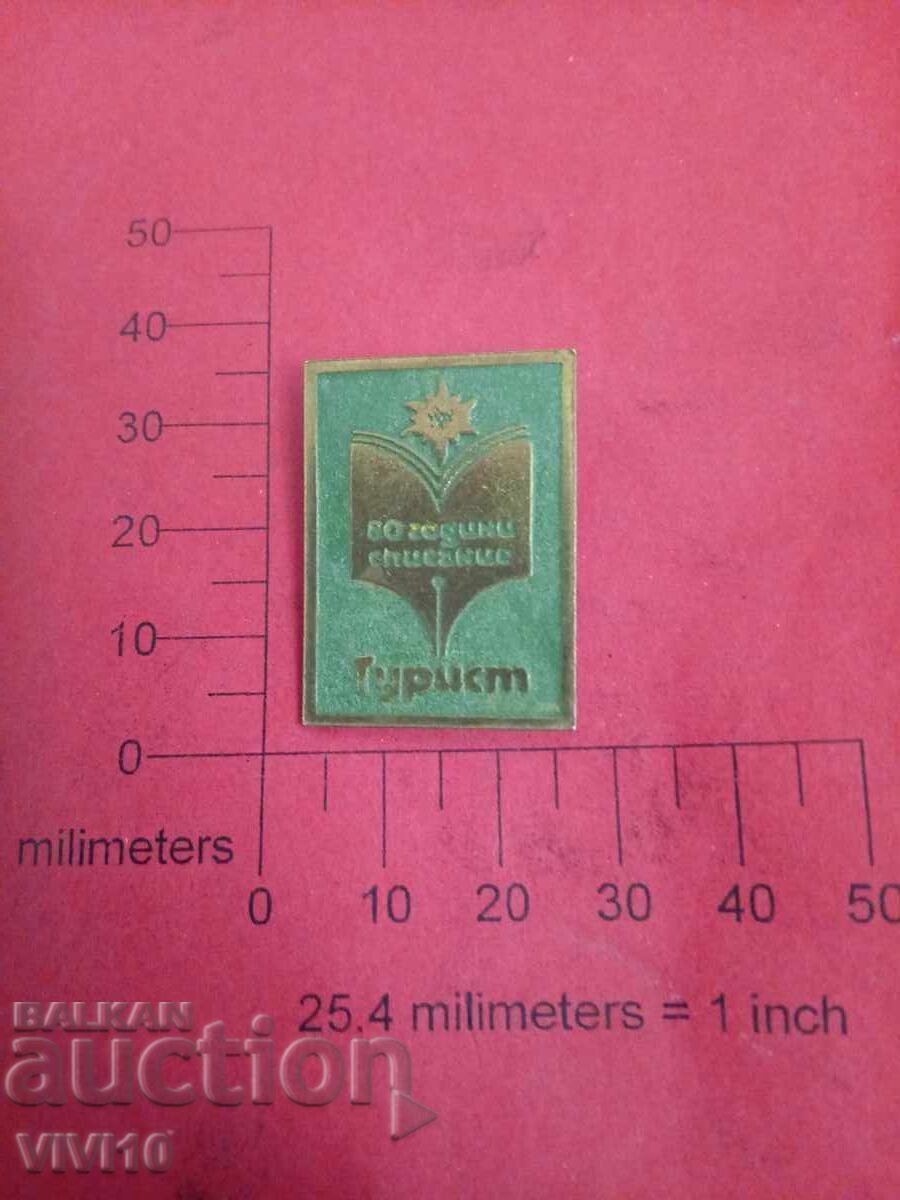 50
40
30
20
10
0
60 години
списание
Турист
milimeters
0 10 20 30 40 50
25.4 milimeters = 1 inch
BALKAN
auction
VIVI10